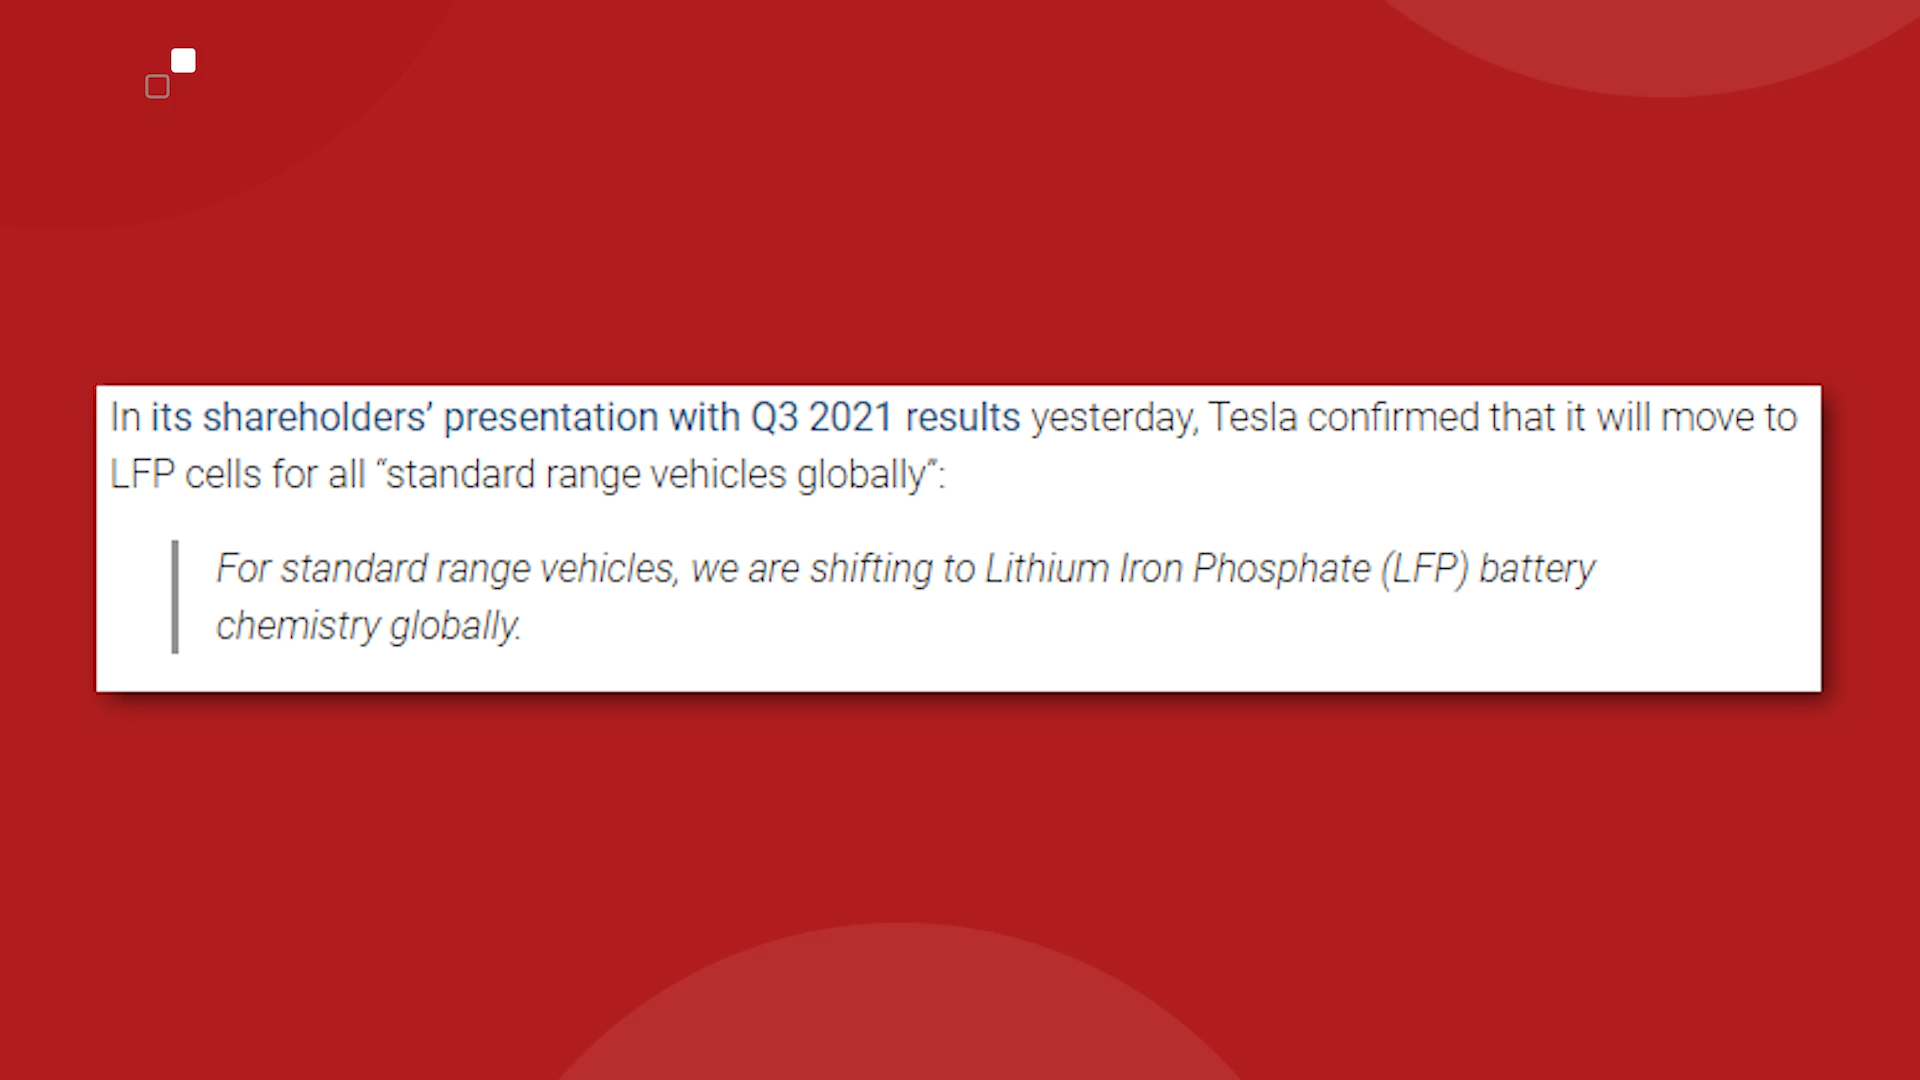 In its shareholders’ presentation with Q3 2021 results yesterday, Tesla confirmed that it will move to
LFP cells for all “standard range vehicles globally”:
For standard range vehicles, we are shifting to Lithium Iron Phosphate (LFP) battery
chemistry globally.